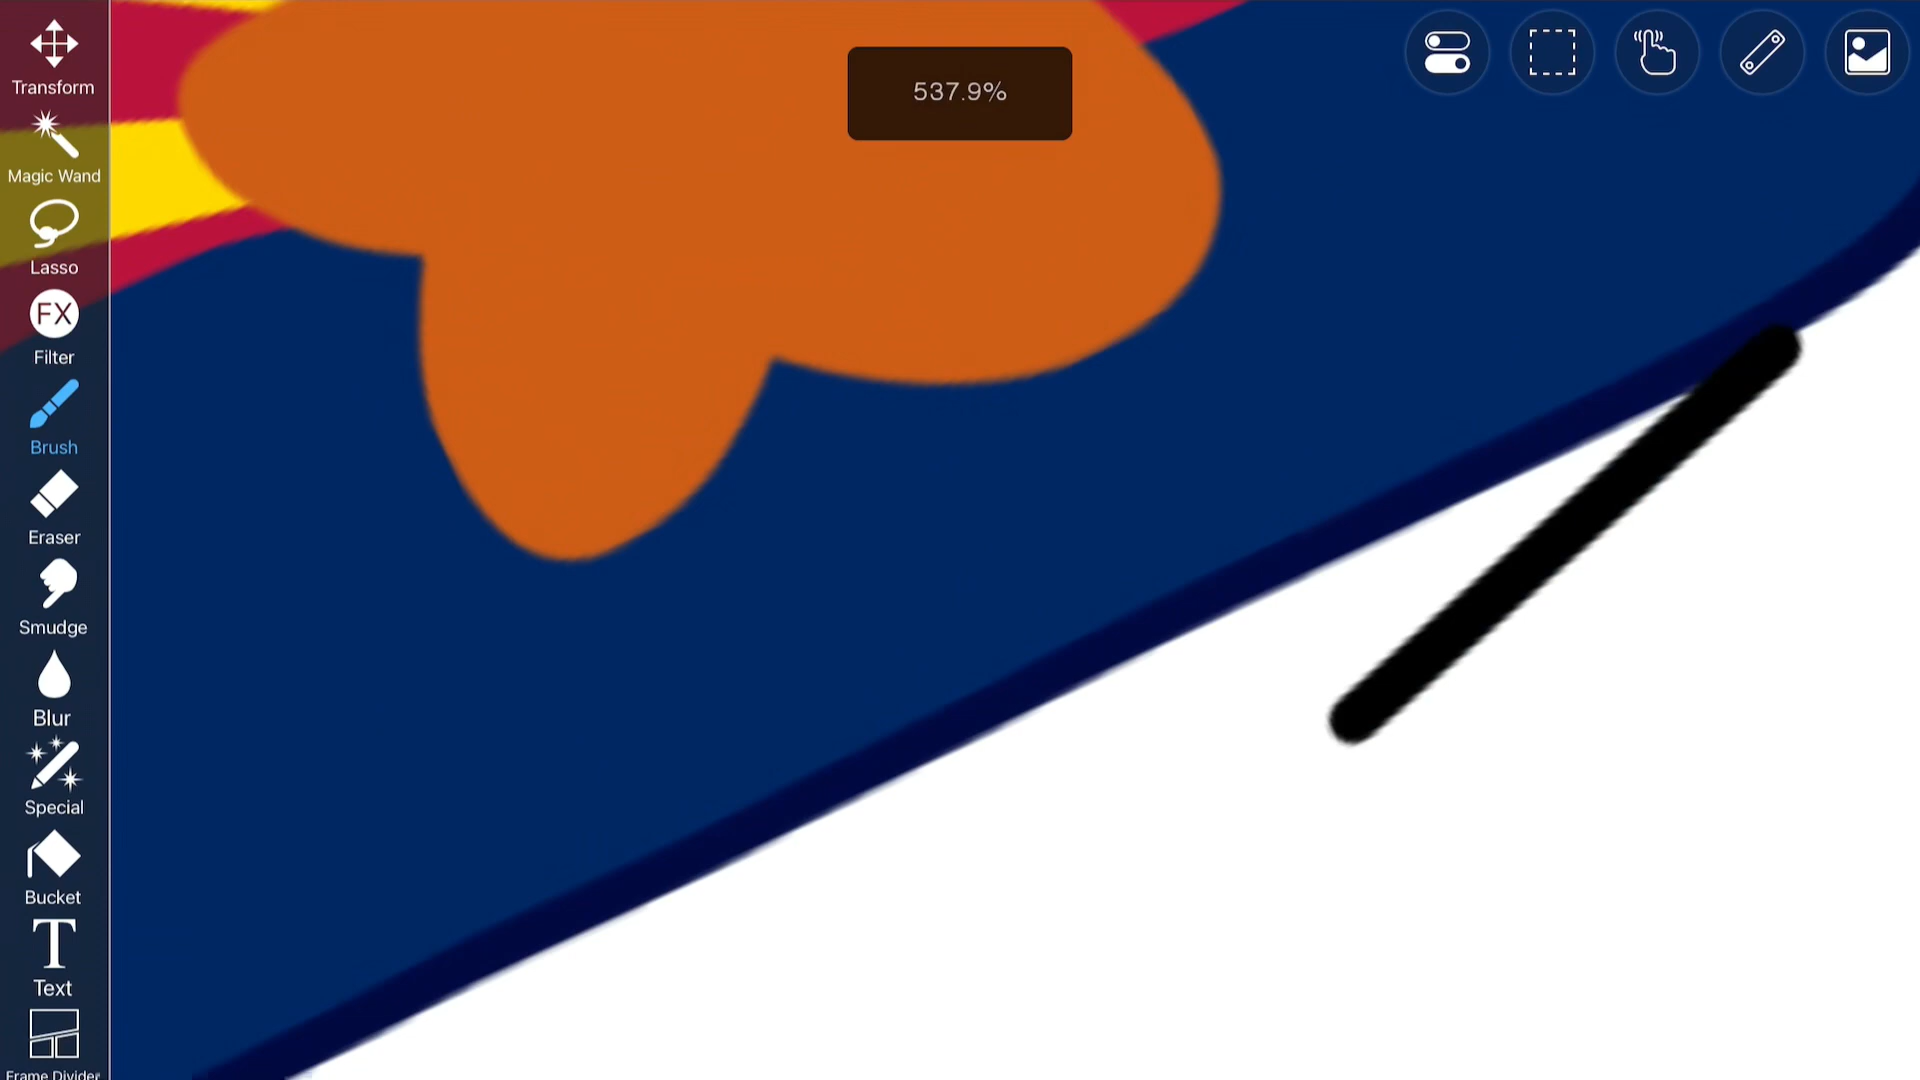 537.9%
Transform
Magic Wand
Lasso
FX
Filter
Brush
Eraser
Smudge
Blur
Special
Bucket
T
Text
Frame Divider